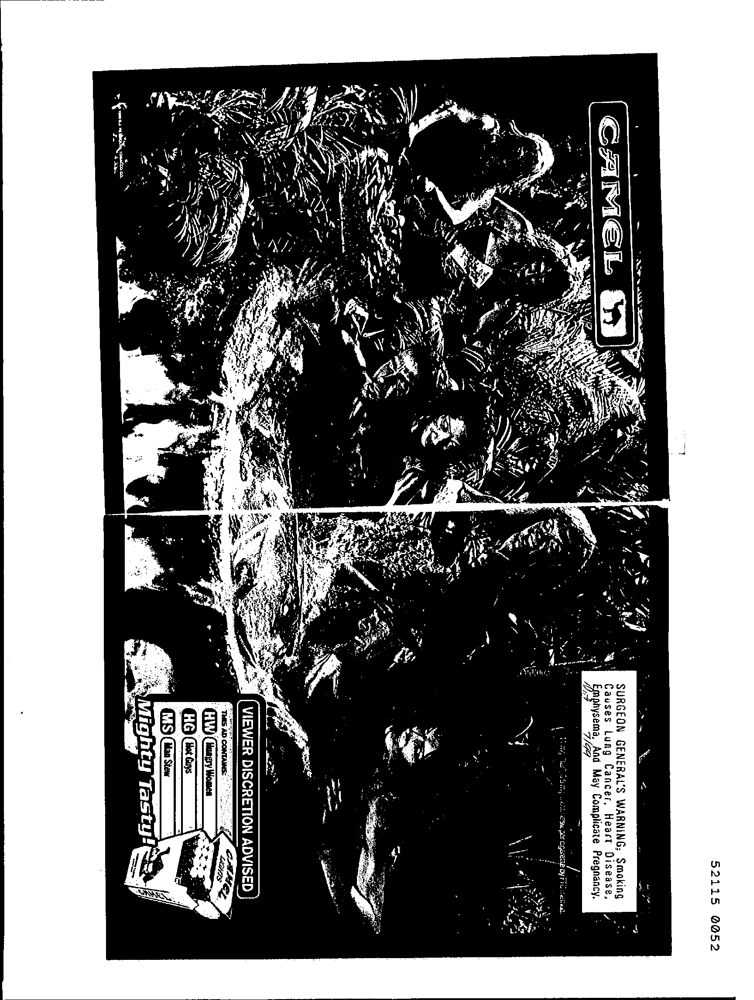 CAMEL
SURGEON GENERAL'S WARNING: Smoking
Causes Lung Cancer, Heart Disease,
Emphysema, And May Complicate Pregnancy.
VIEWER DISCRETION ADVISED
THIS AD CONTAINS:
HW Hungry Women
HG Hot Guys
MS Man Stew
Mighty Tasty!
CAMEL
CAMEL
52115 0052